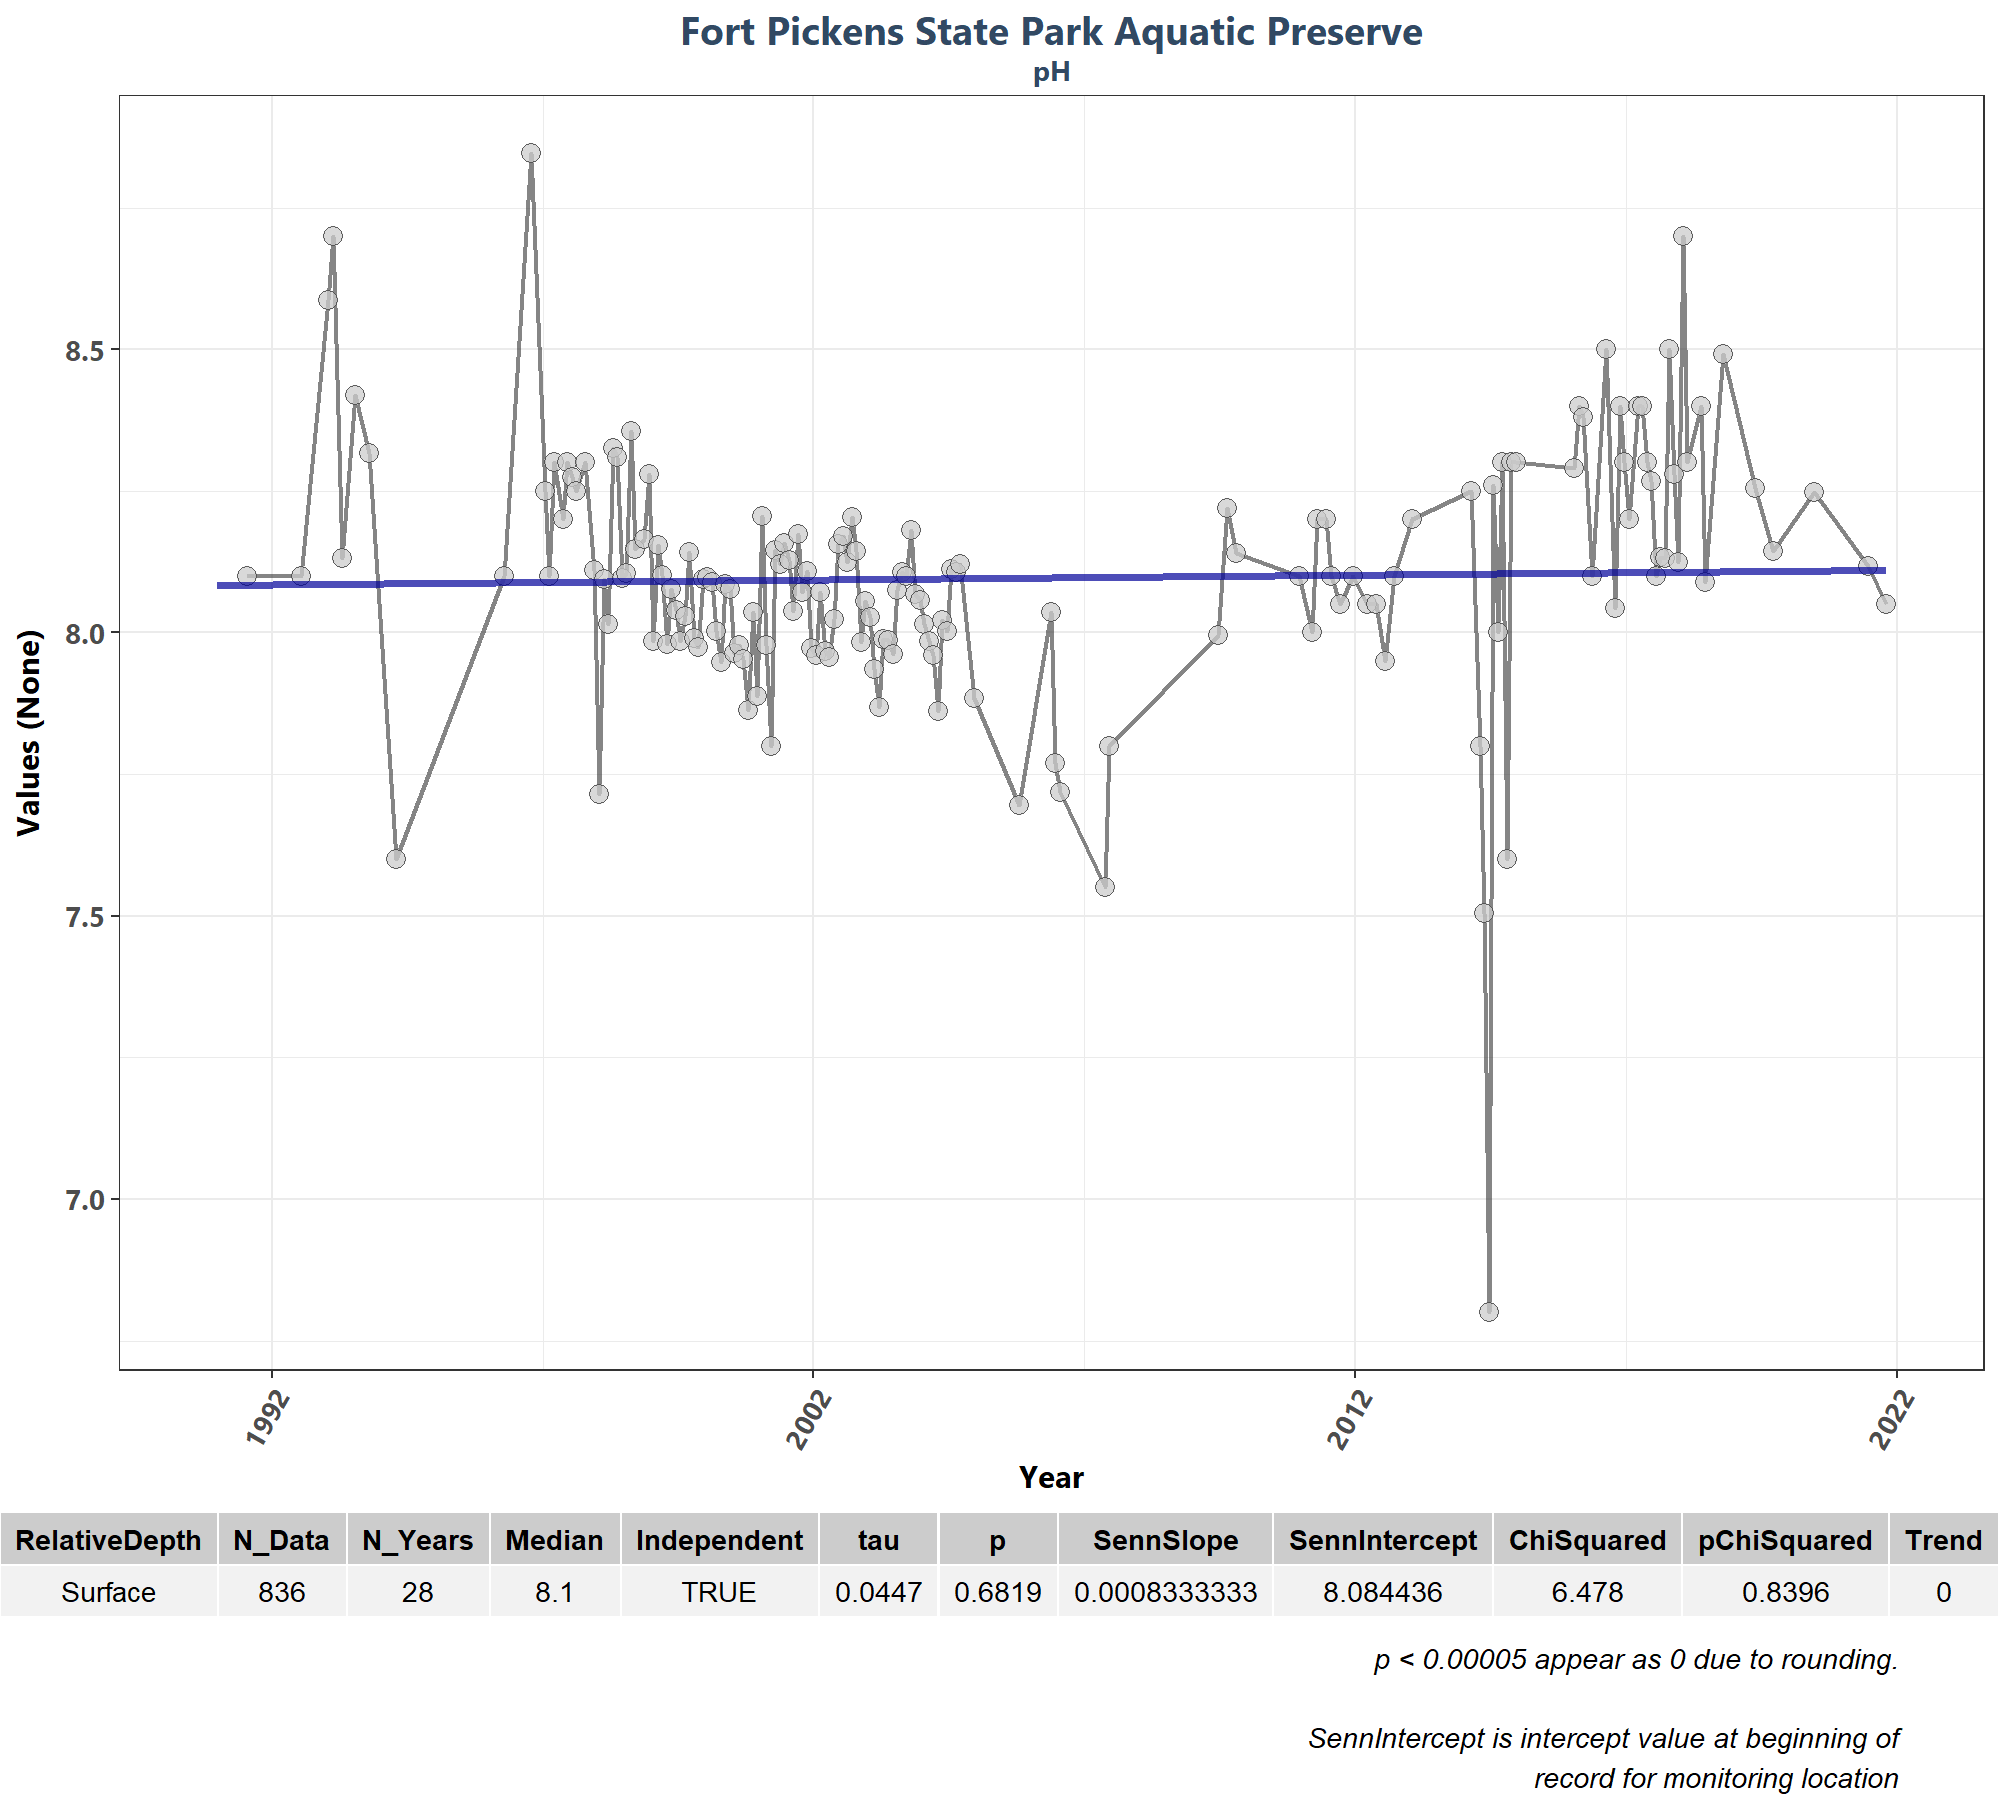 Fort Pickens State Park Aquatic Preserve
pH
Values (None)
8.5
8.0
7.5
7.0
1992
2002
2012
2022
Year
RelativeDepth N_Data N_Years Median Independent tau p SennSlope SennIntercept ChiSquared pChiSquared Trend
Surface 836 28 8.1 TRUE 0.0447 0.6819 0.0008333333 8.084436 6.478 0.8396 0
p < 0.00005 appear as 0 due to rounding.
SennIntercept is intercept value at beginning of
record for monitoring location